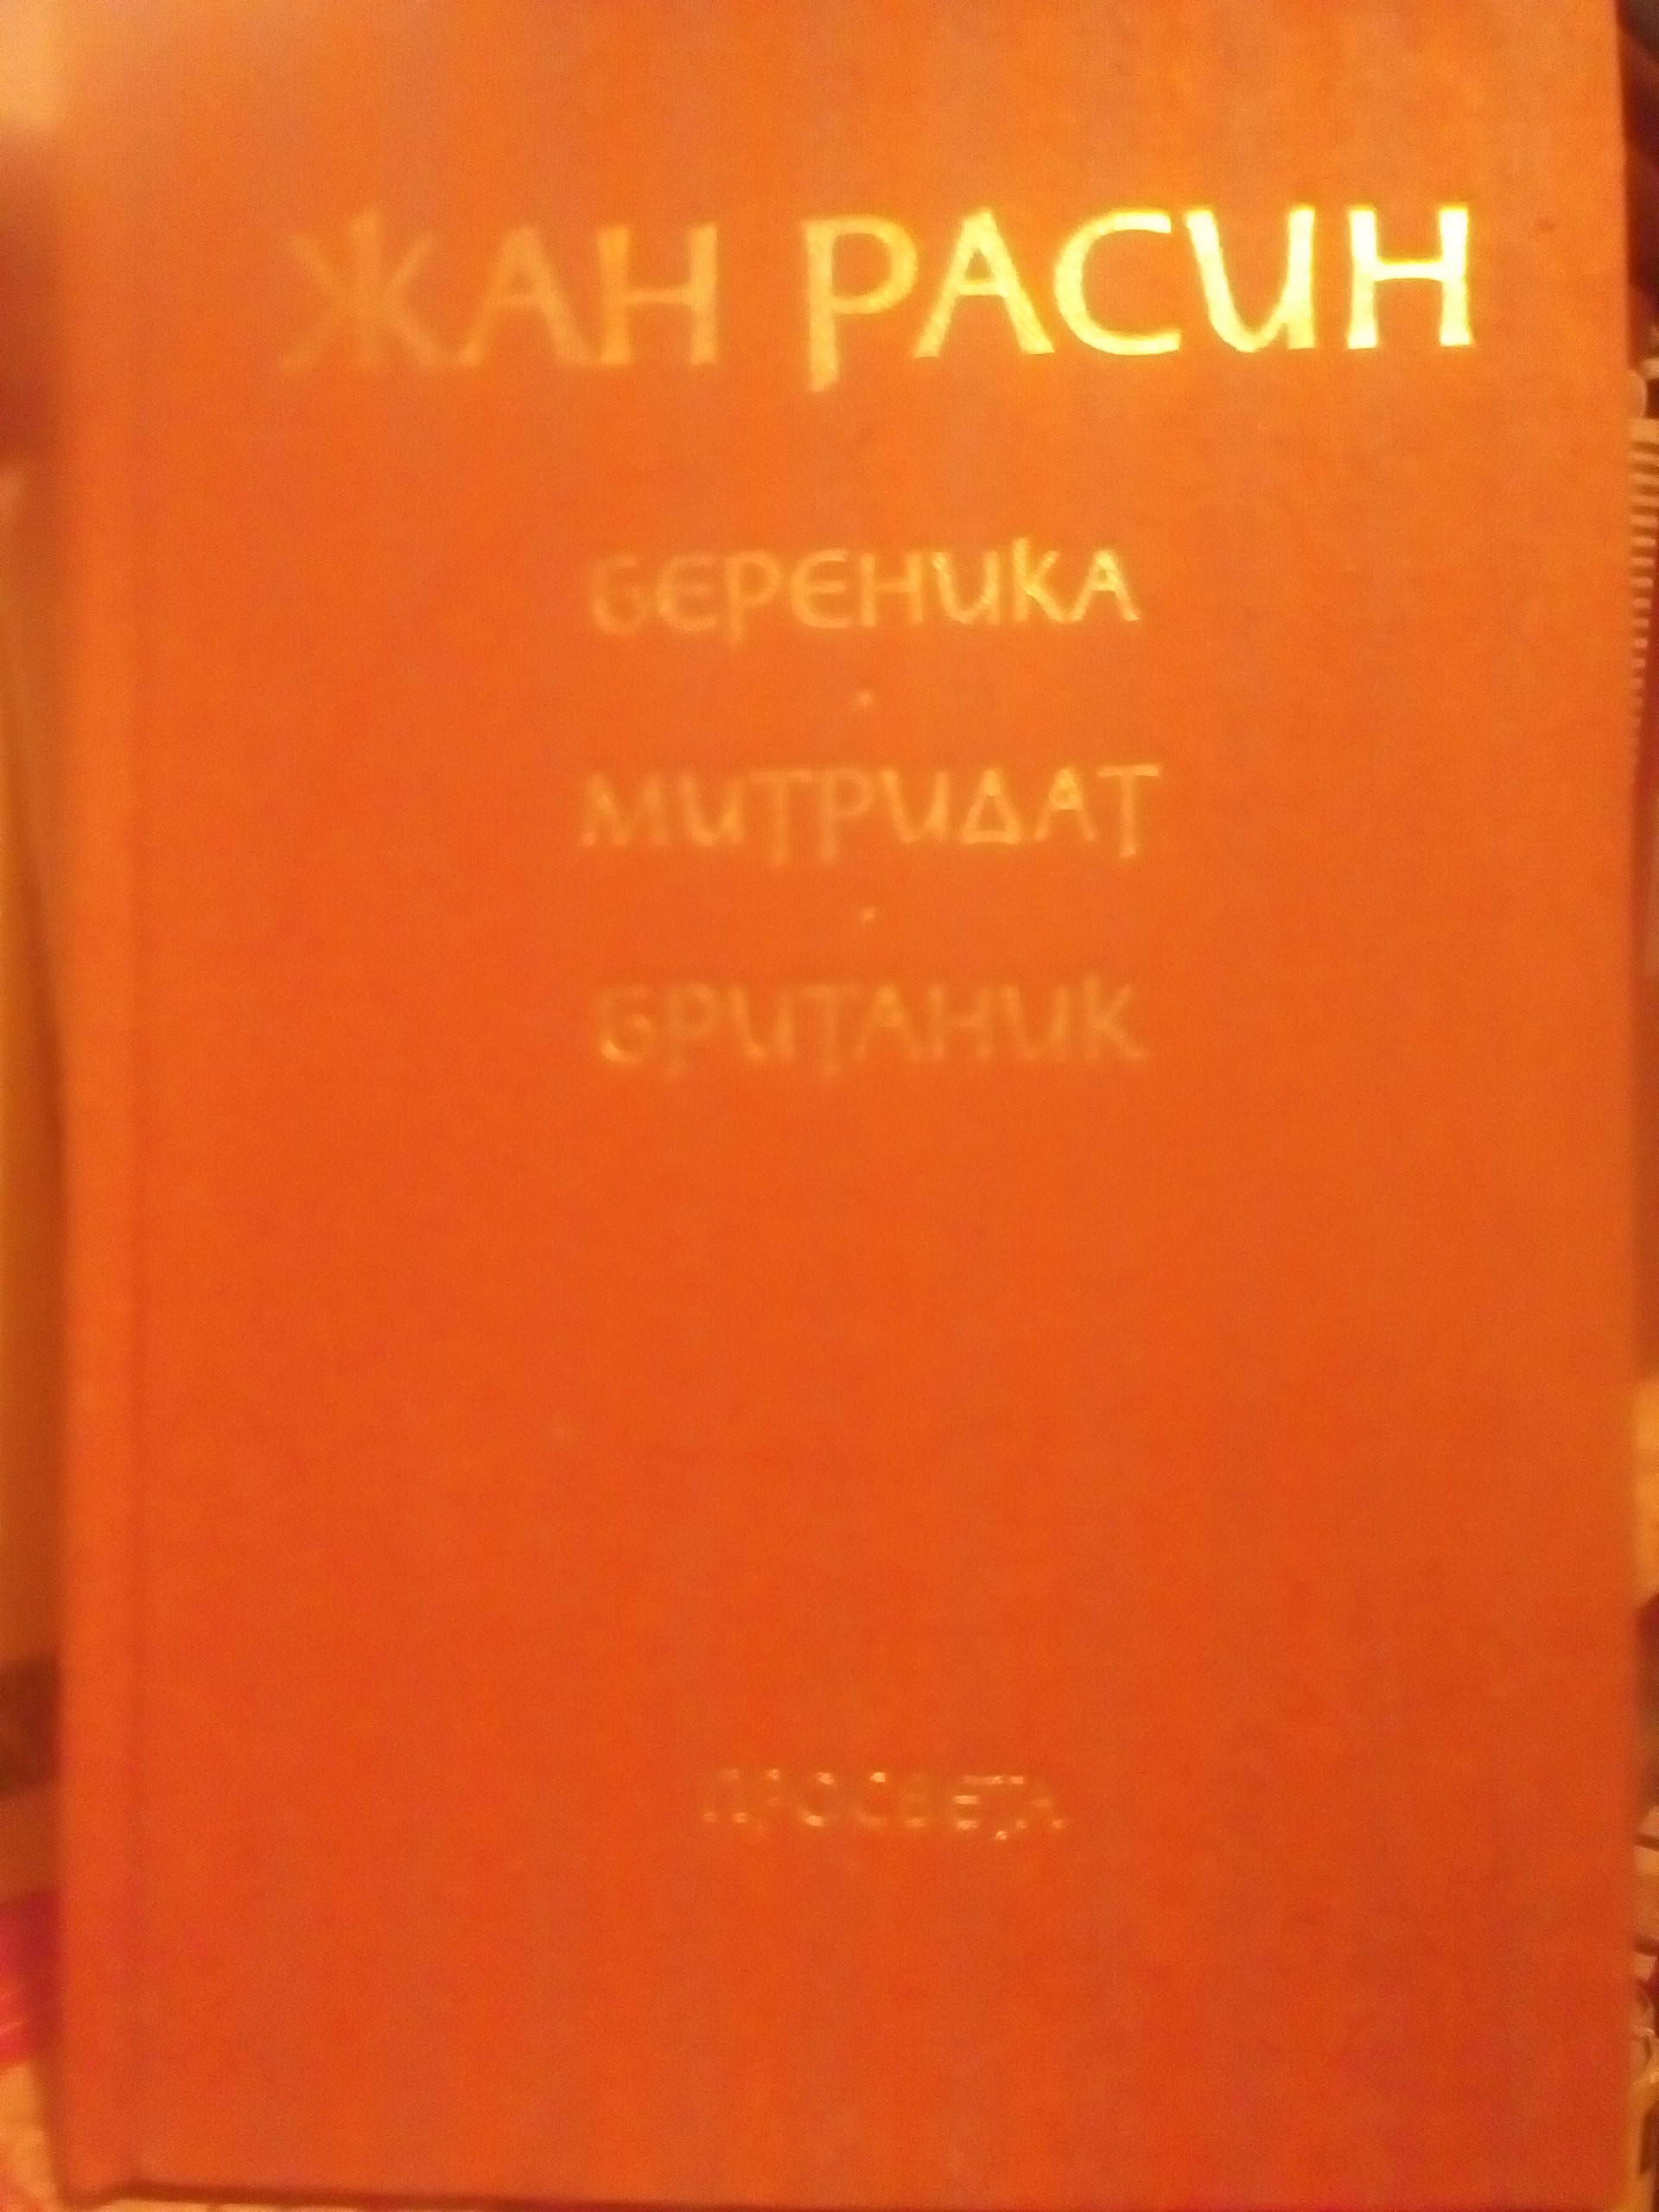 ЖАН РАСИН
БЕРЕНИКА
•
МИТРИДАТ
•
БРИТАНИК
ПРОСВЕТА